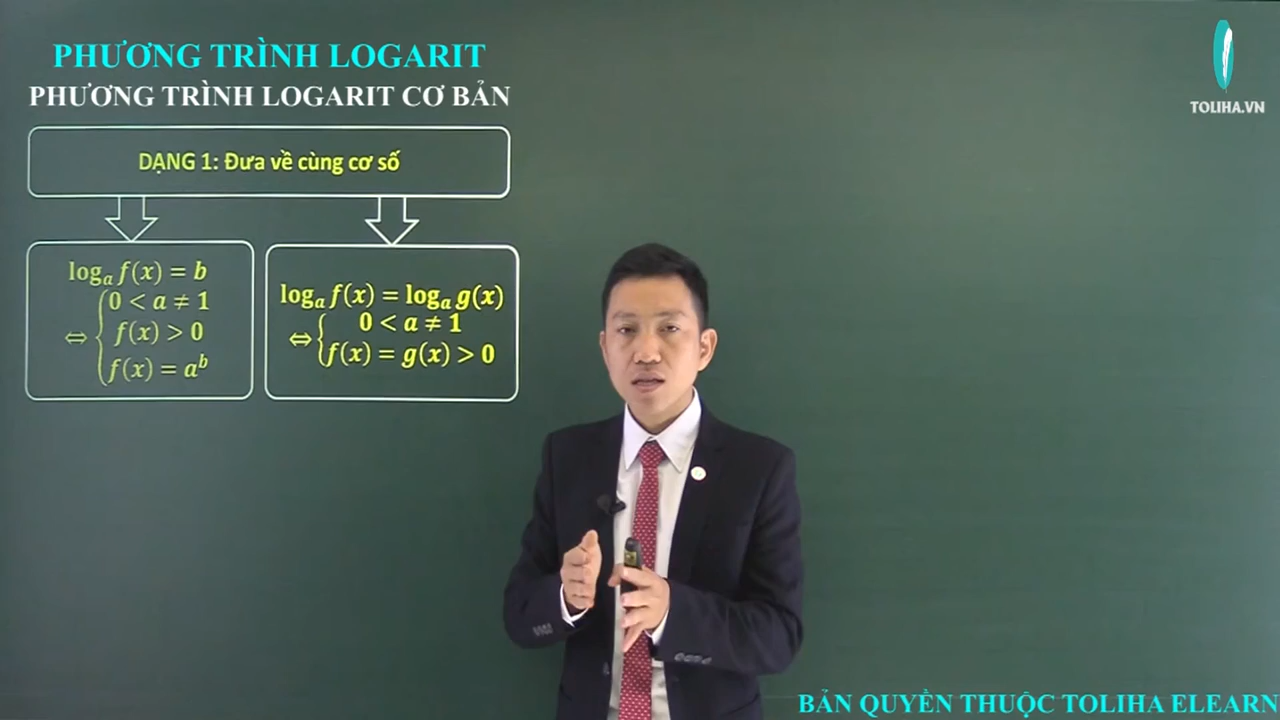 PHƯƠNG TRÌNH LOGARIT
PHƯƠNG TRÌNH LOGARIT CƠ BẢN
TOLIHA.VN
DẠNG 1: Đưa về cùng cơ số
logₐ f(x) = b
⇔ { 0 < a ≠ 1
f(x) > 0
f(x) = aᵇ
logₐ f(x) = logₐ g(x)
⇔ { 0 < a ≠ 1
f(x) = g(x) > 0
BẢN QUYỀN THUỘC TOLIHA ELEARN